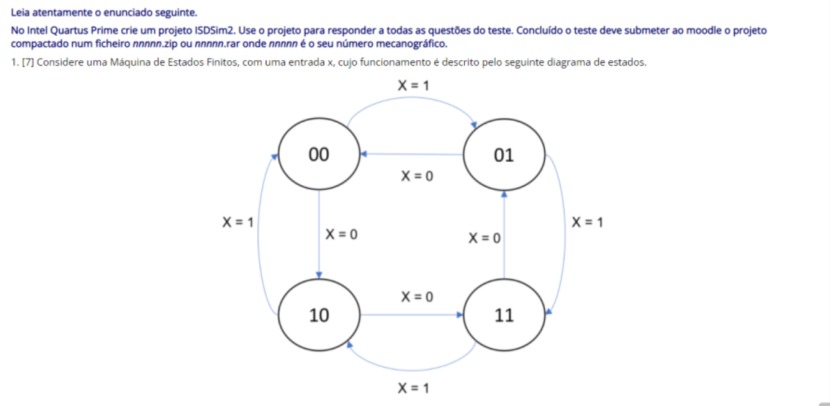 Leia atentamente o enunciado seguinte.
No Intel Quartus Prime crie um projeto ISDSim2. Use o projeto para responder a todas as questões do teste. Concluído o teste deve submeter ao moodle o projeto
compactado num ficheiro nnnnn.zip ou nnnnn.rar onde nnnnn é o seu número mecanográfico.
1. [7] Considere uma Máquina de Estados Finitos, com uma entrada x, cujo funcionamento é descrito pelo seguinte diagrama de estados.
X = 1
00
01
X = 0
X = 1
X = 0
X = 0
X = 1
X = 0
10
11
X = 1